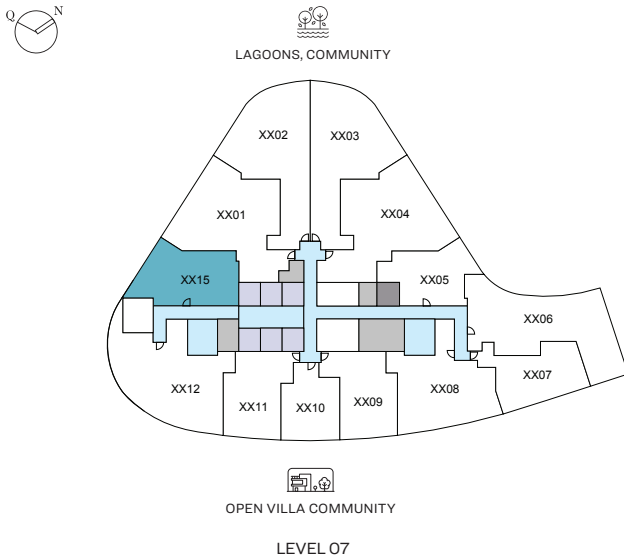 Q N
LAGOONS, COMMUNITY
XX02 XX03
XX01 XX04
XX15 XX05
XX06
XX12 XX11 XX10 XX09 XX08 XX07
OPEN VILLA COMMUNITY
LEVEL 07